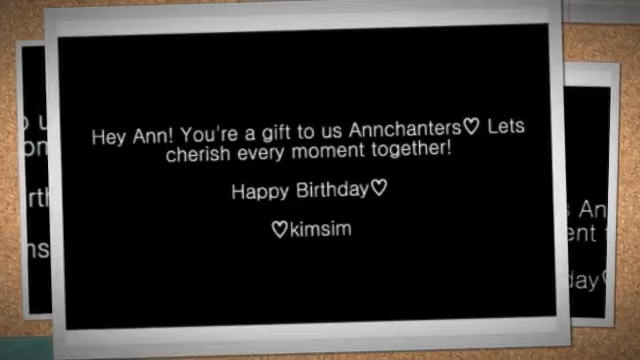 Hey Ann! You're a gift to us Annchanters♡ Lets
cherish every moment together!
Happy Birthday♡
♡kimsim